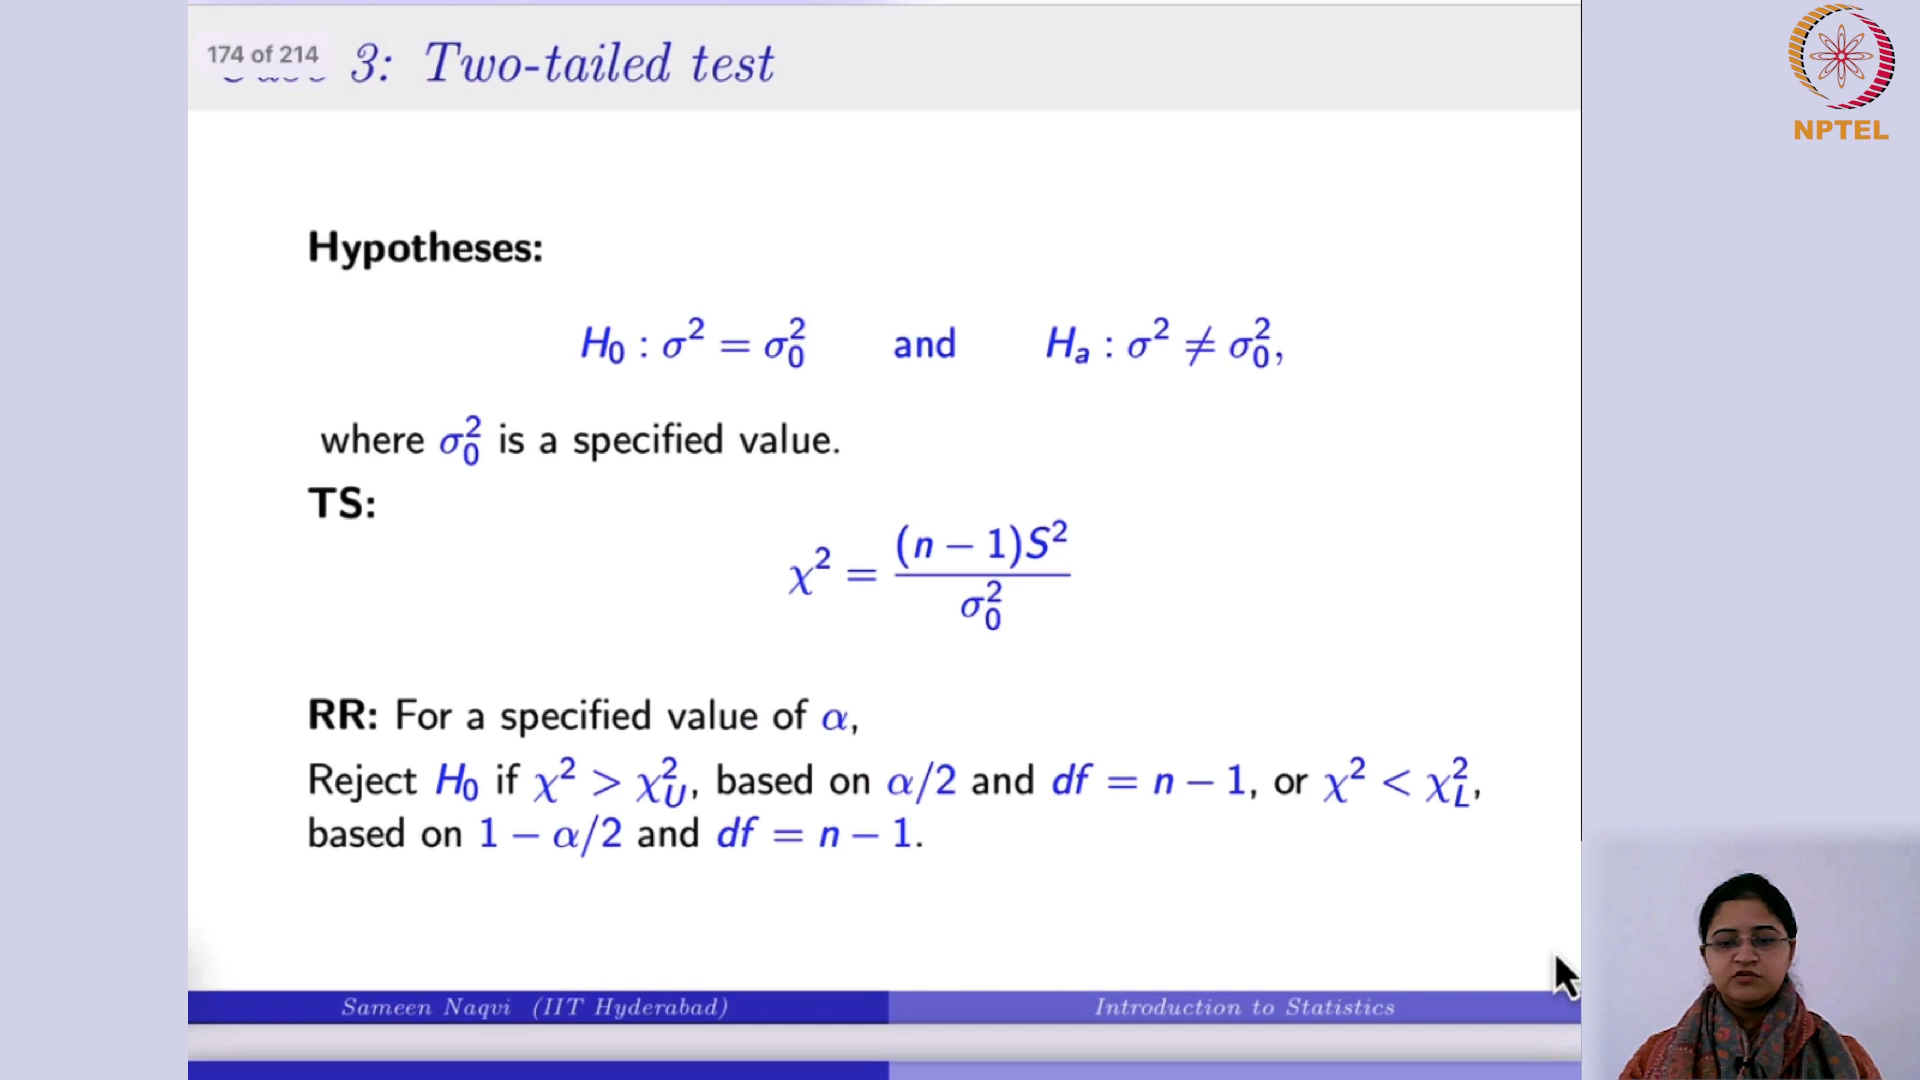 174 of 214
3: Two-tailed test
NPTEL
Hypotheses:
H₀ : σ² = σ₀² and Hₐ : σ² ≠ σ₀²,
where σ₀² is a specified value.
TS:
χ² = (n − 1)S² / σ₀²
RR: For a specified value of α,
Reject H₀ if χ² > χ²_U, based on α/2 and df = n − 1, or χ² < χ²_L,
based on 1 − α/2 and df = n − 1.
Sameen Naqvi (IIT Hyderabad)
Introduction to Statistics